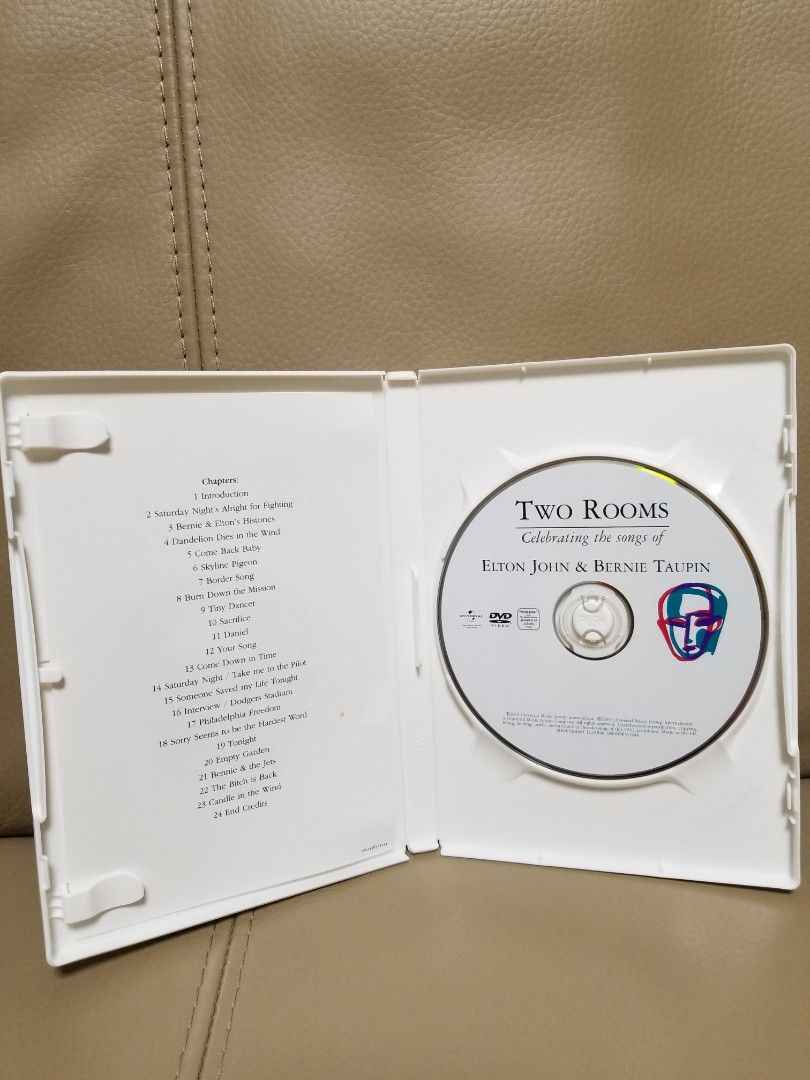 Chapters:
1 Introduction
2 Saturday Night's Alright for Fighting
3 Bernie & Elton's Histories
4 Dandelion Dies in the Wind
5 Come Back Baby
6 Skyline Pigeon
7 Border Song
8 Burn Down the Mission
9 Tiny Dancer
10 Sacrifice
11 Daniel
12 Your Song
13 Come Down in Time
14 Saturday Night / Take me to the Pilot
15 Someone Saved my Life Tonight
16 Interview / Dodgers Stadium
17 Philadelphia Freedom
18 Sorry Seems to be the Hardest Word
19 Tonight
20 Empty Garden
21 Bennie & the Jets
22 The Bitch is Back
23 Candle in the Wind
24 End Credits
TWO ROOMS
Celebrating the songs of
ELTON JOHN & BERNIE TAUPIN
UNIVERSAL
DVD
VIDEO